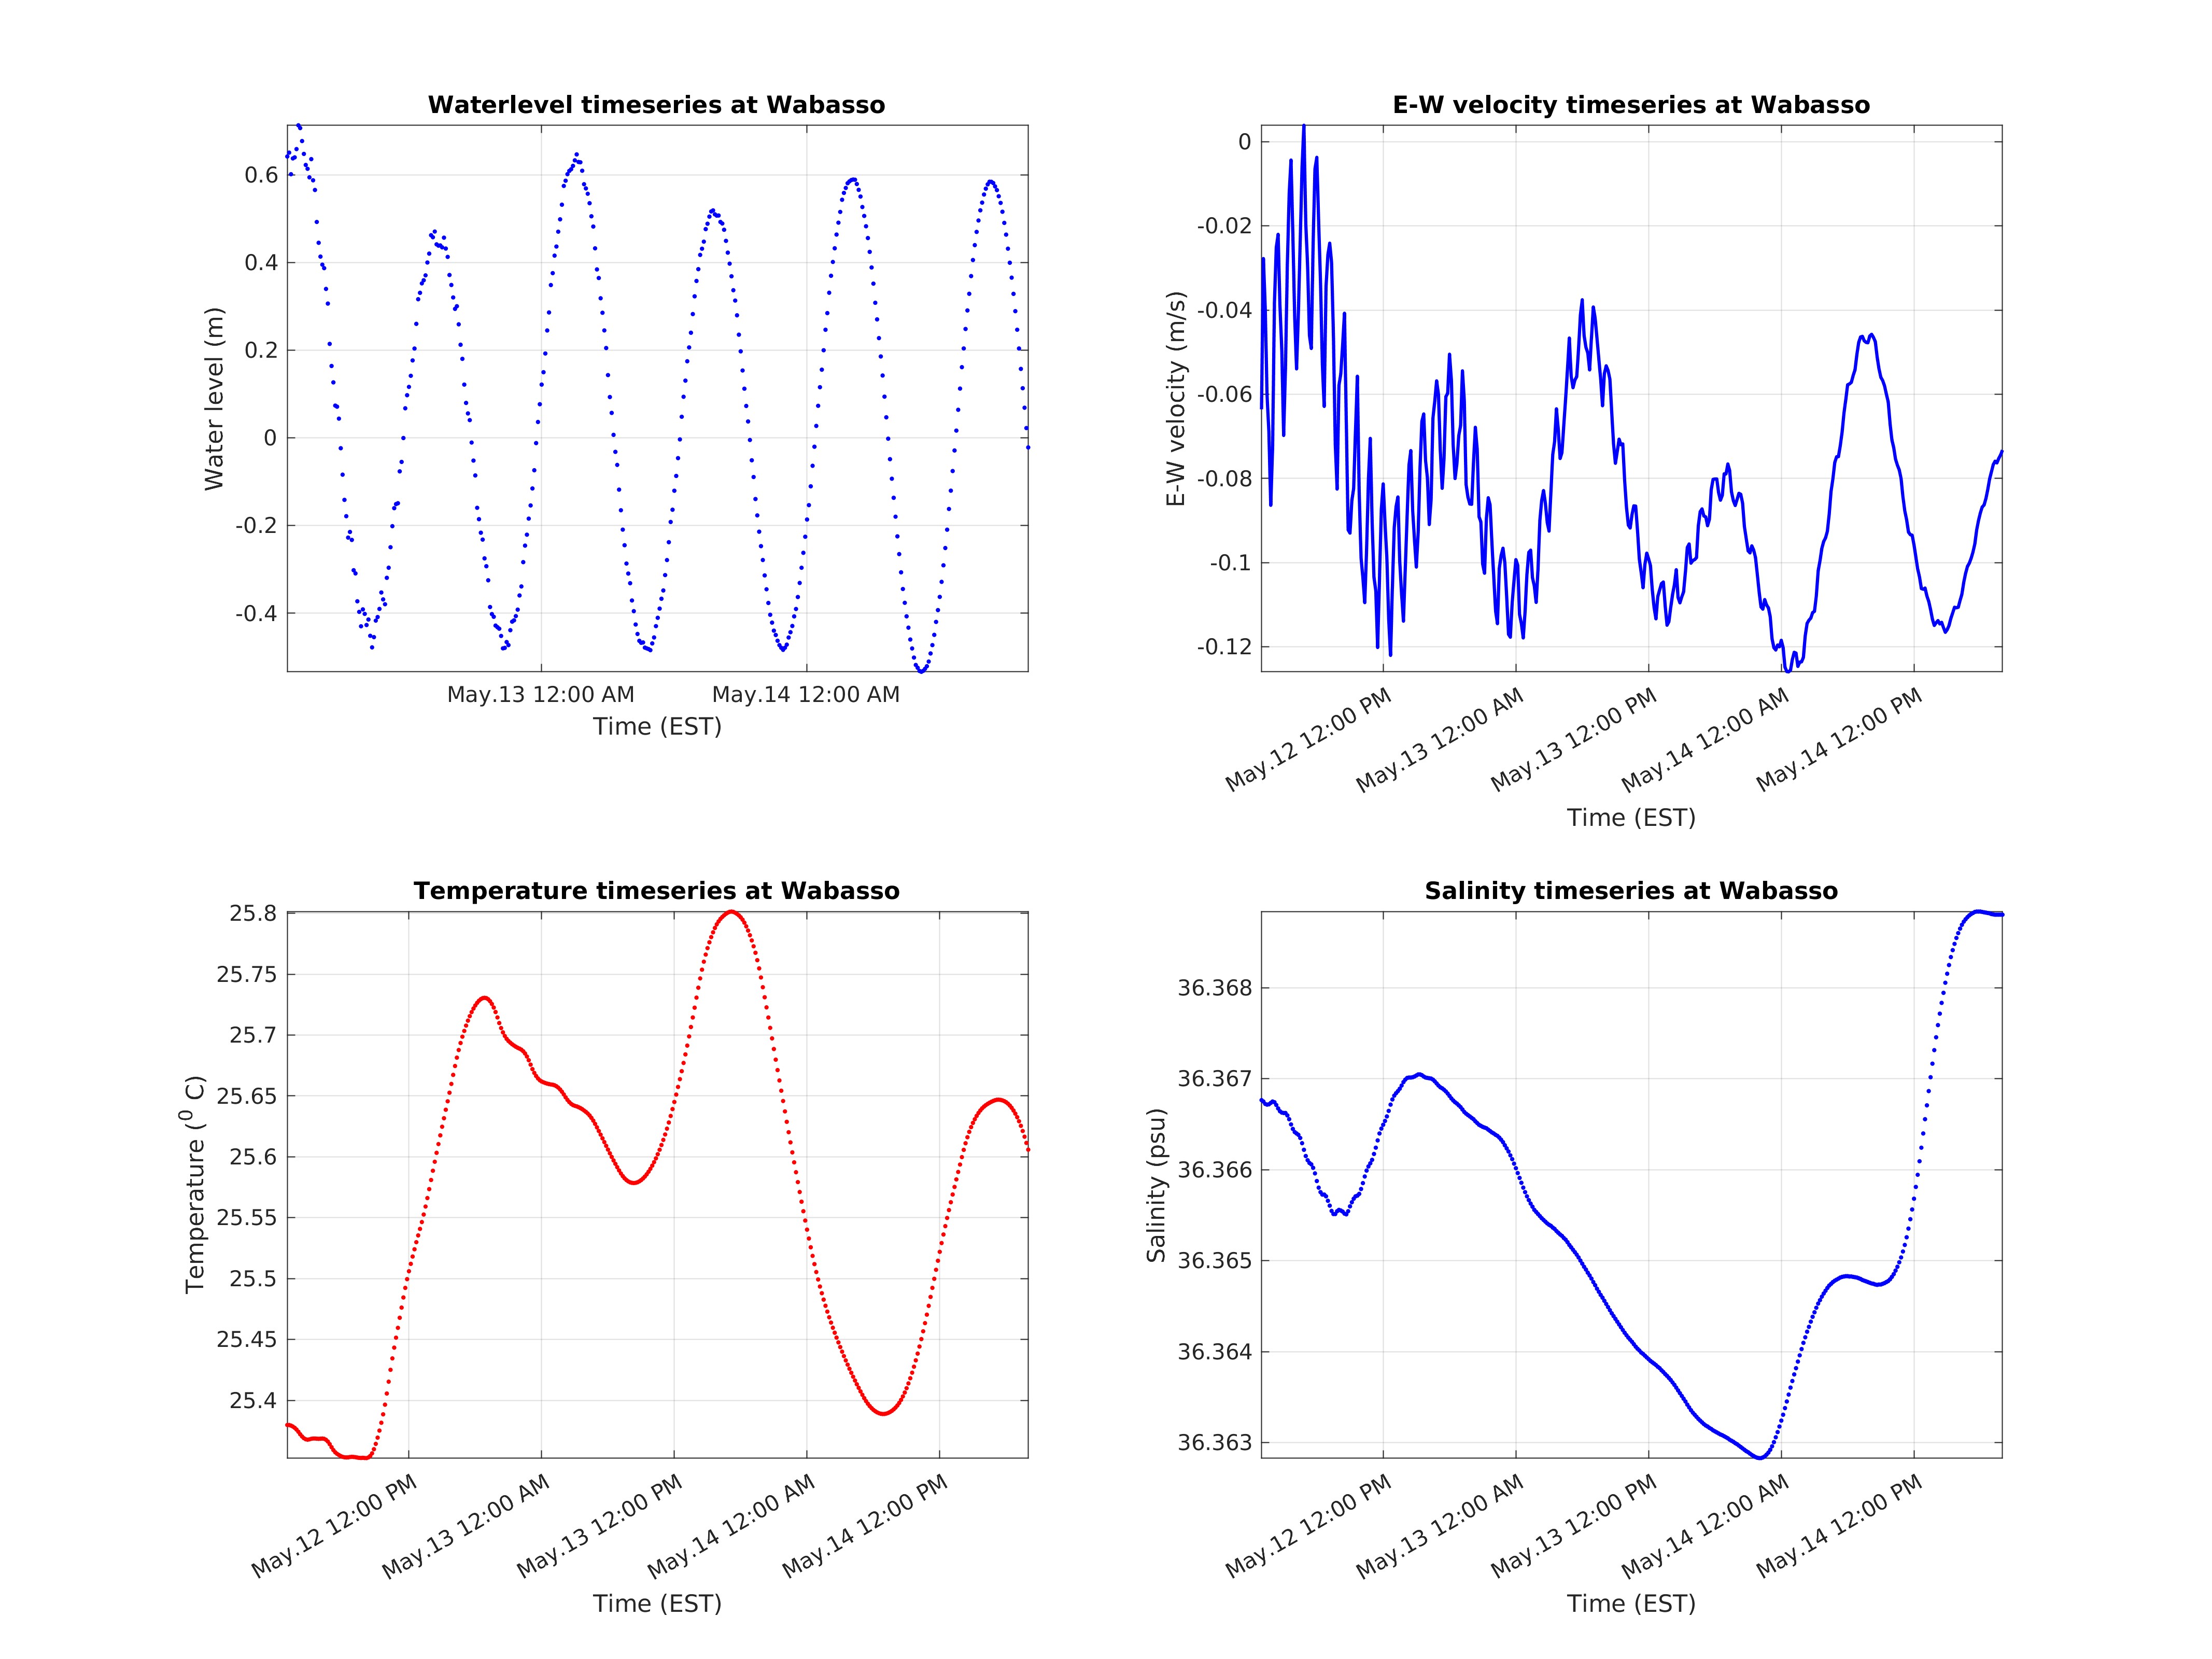 Waterlevel timeseries at Wabasso
0.6
0.4
0.2
0
-0.2
-0.4
Water level (m)
May.13 12:00 AM
May.14 12:00 AM
Time (EST)
E-W velocity timeseries at Wabasso
0
-0.02
-0.04
-0.06
-0.08
-0.1
-0.12
E-W velocity (m/s)
May.12 12:00 PM
May.13 12:00 AM
May.13 12:00 PM
May.14 12:00 AM
May.14 12:00 PM
Time (EST)
Temperature timeseries at Wabasso
25.8
25.75
25.7
25.65
25.6
25.55
25.5
25.45
25.4
Temperature (⁰ C)
May.12 12:00 PM
May.13 12:00 AM
May.13 12:00 PM
May.14 12:00 AM
May.14 12:00 PM
Time (EST)
Salinity timeseries at Wabasso
36.368
36.367
36.366
36.365
36.364
36.363
Salinity (psu)
May.12 12:00 PM
May.13 12:00 AM
May.13 12:00 PM
May.14 12:00 AM
May.14 12:00 PM
Time (EST)